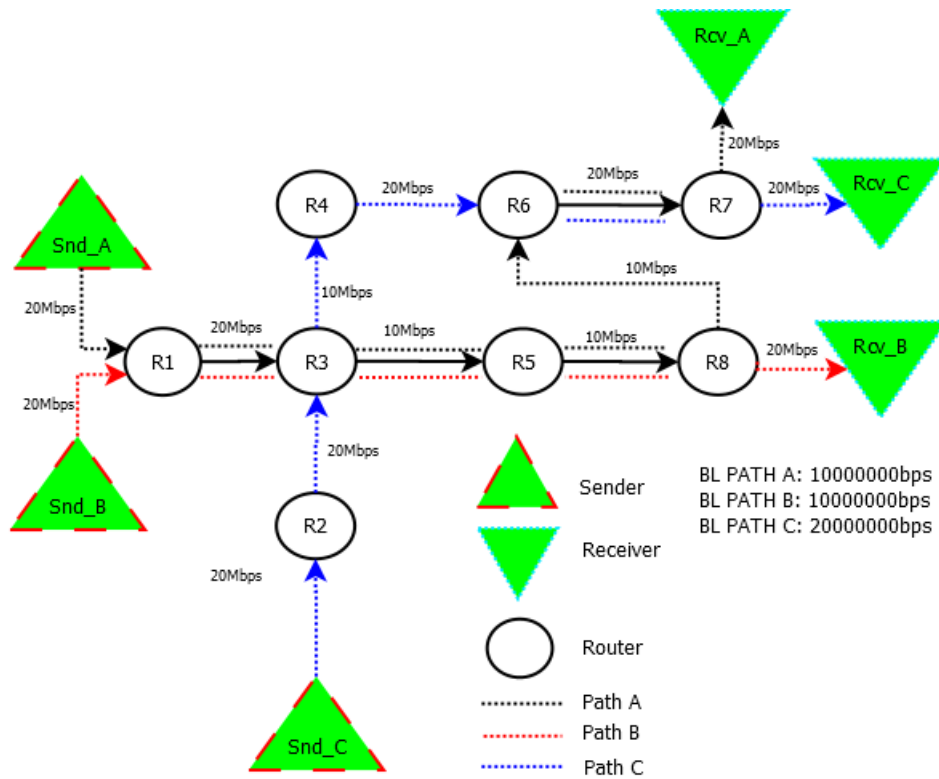 Rcv_A
20Mbps
20Mbps
20Mbps
20Mbps
Rcv_C
R4
R6
R7
Snd_A
10Mbps
10Mbps
20Mbps
20Mbps
10Mbps
10Mbps
Rcv_B
R1
R3
R5
R8
20Mbps
20Mbps
20Mbps
Snd_B
Sender
BL PATH A: 10000000bps
BL PATH B: 10000000bps
BL PATH C: 20000000bps
R2
Receiver
20Mbps
Router
Path A
Snd_C
Path B
Path C